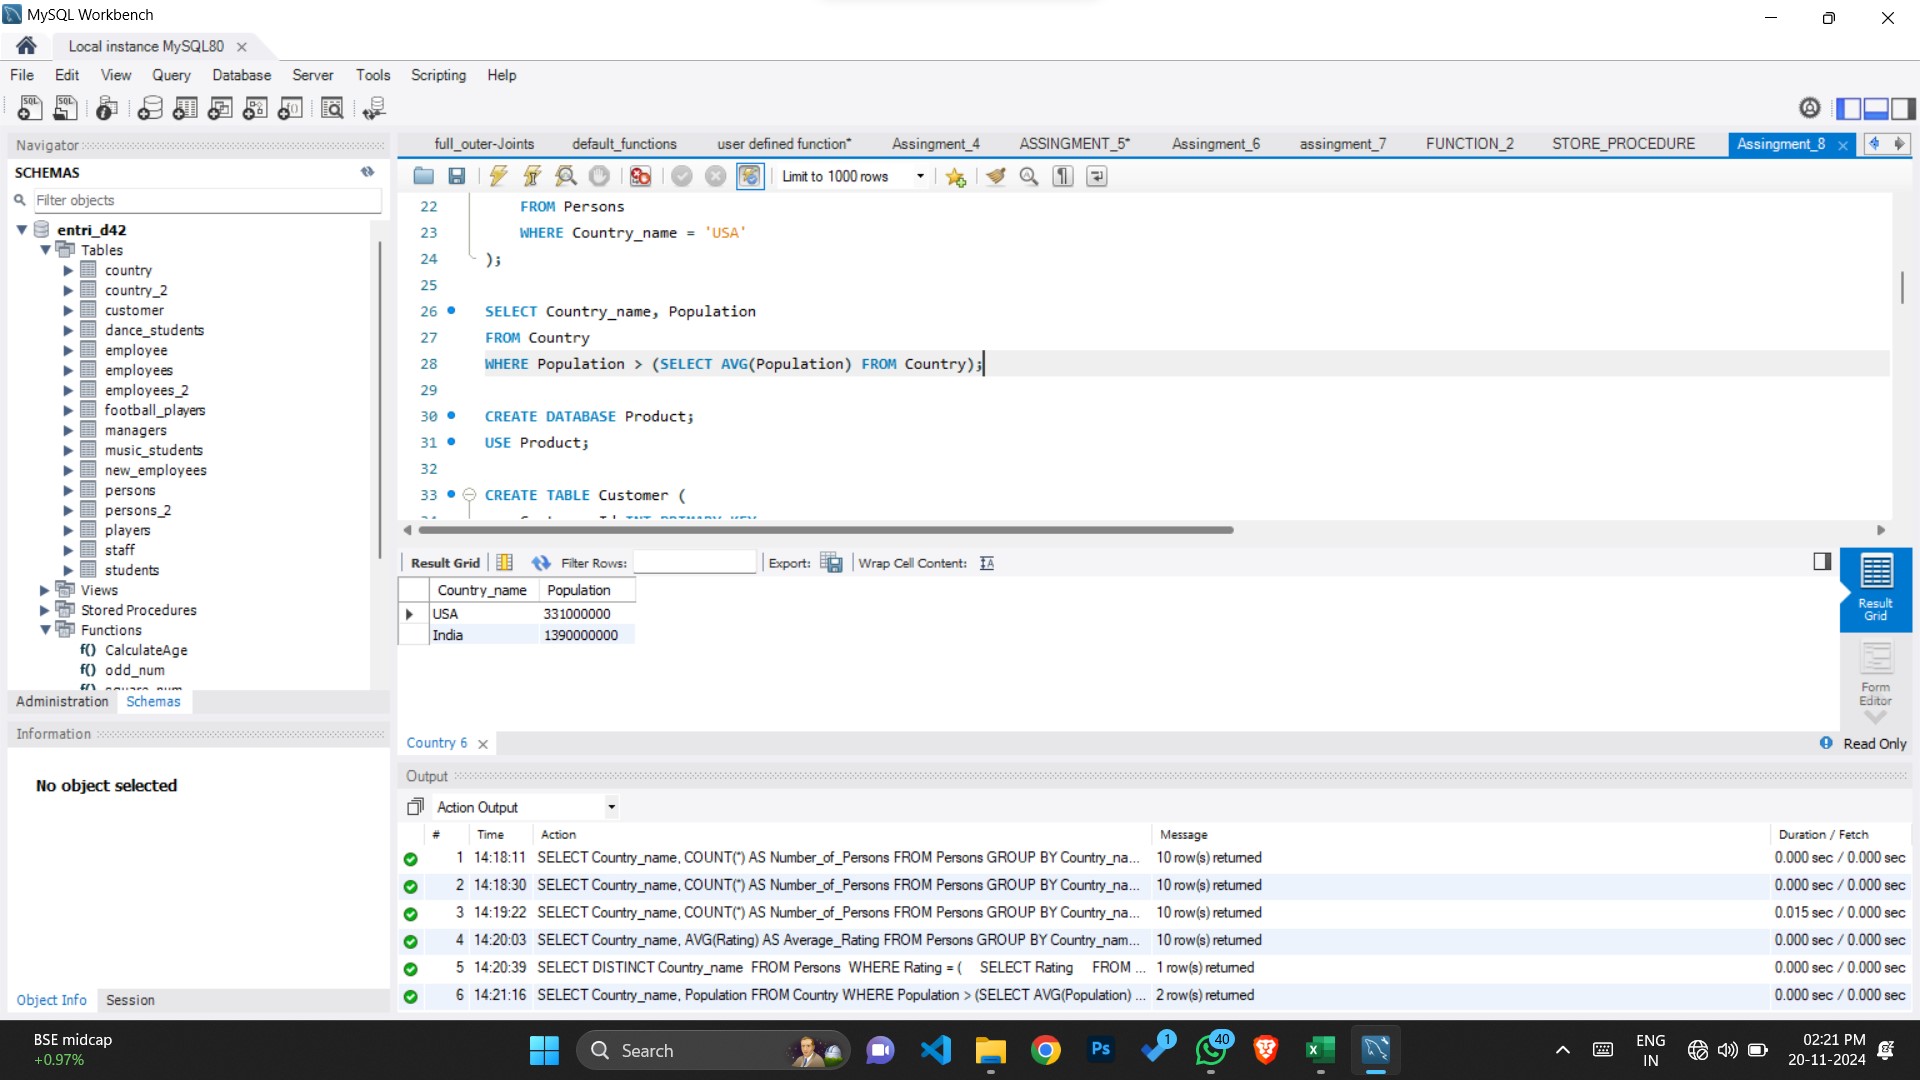 MySQL Workbench
Local instance MySQL80
File Edit View Query Database Server Tools Scripting Help
Navigator
SCHEMAS
Filter objects
entri_d42
Tables
country
country_2
customer
dance_students
employee
employees
employees_2
football_players
managers
music_students
new_employees
persons
persons_2
players
staff
students
Views
Stored Procedures
Functions
f() CalculateAge
f() odd_num
Administration Schemas
Information
No object selected
Object Info Session
full_outer-Joints default_functions user defined function* Assingment_4 ASSINGMENT_5* Assingment_6 assingment_7 FUNCTION_2 STORE_PROCEDURE Assingment_8
Limit to 1000 rows
22 FROM Persons
23 WHERE Country_name = 'USA'
24 );
25
26 SELECT Country_name, Population
27 FROM Country
28 WHERE Population > (SELECT AVG(Population) FROM Country);
29
30 CREATE DATABASE Product;
31 USE Product;
32
33 CREATE TABLE Customer (
Result Grid Filter Rows: Export: Wrap Cell Content:
Country_name Population
USA 331000000
India 1390000000
Result
Grid
Form
Editor
Country 6
Read Only
Output
Action Output
# Time Action Message Duration / Fetch
1 14:18:11 SELECT Country_name, COUNT(*) AS Number_of_Persons FROM Persons GROUP BY Country_na... 10 row(s) returned 0.000 sec / 0.000 sec
2 14:18:30 SELECT Country_name, COUNT(*) AS Number_of_Persons FROM Persons GROUP BY Country_na... 10 row(s) returned 0.000 sec / 0.000 sec
3 14:19:22 SELECT Country_name, COUNT(*) AS Number_of_Persons FROM Persons GROUP BY Country_na... 10 row(s) returned 0.015 sec / 0.000 sec
4 14:20:03 SELECT Country_name, AVG(Rating) AS Average_Rating FROM Persons GROUP BY Country_nam... 10 row(s) returned 0.000 sec / 0.000 sec
5 14:20:39 SELECT DISTINCT Country_name FROM Persons WHERE Rating = ( SELECT Rating FROM ... 1 row(s) returned 0.000 sec / 0.000 sec
6 14:21:16 SELECT Country_name, Population FROM Country WHERE Population > (SELECT AVG(Population) ... 2 row(s) returned 0.000 sec / 0.000 sec
BSE midcap
+0.97%
Search
Ps
1
40
ENG
IN
02:21 PM
20-11-2024